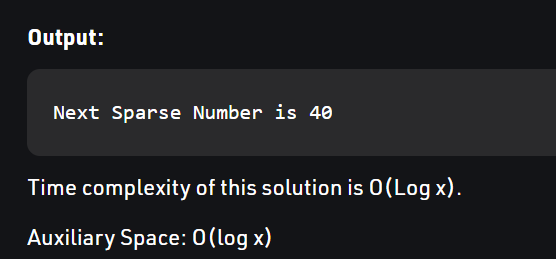 Output:
Next Sparse Number is 40
Time complexity of this solution is O(Log x).
Auxiliary Space: O(log x)